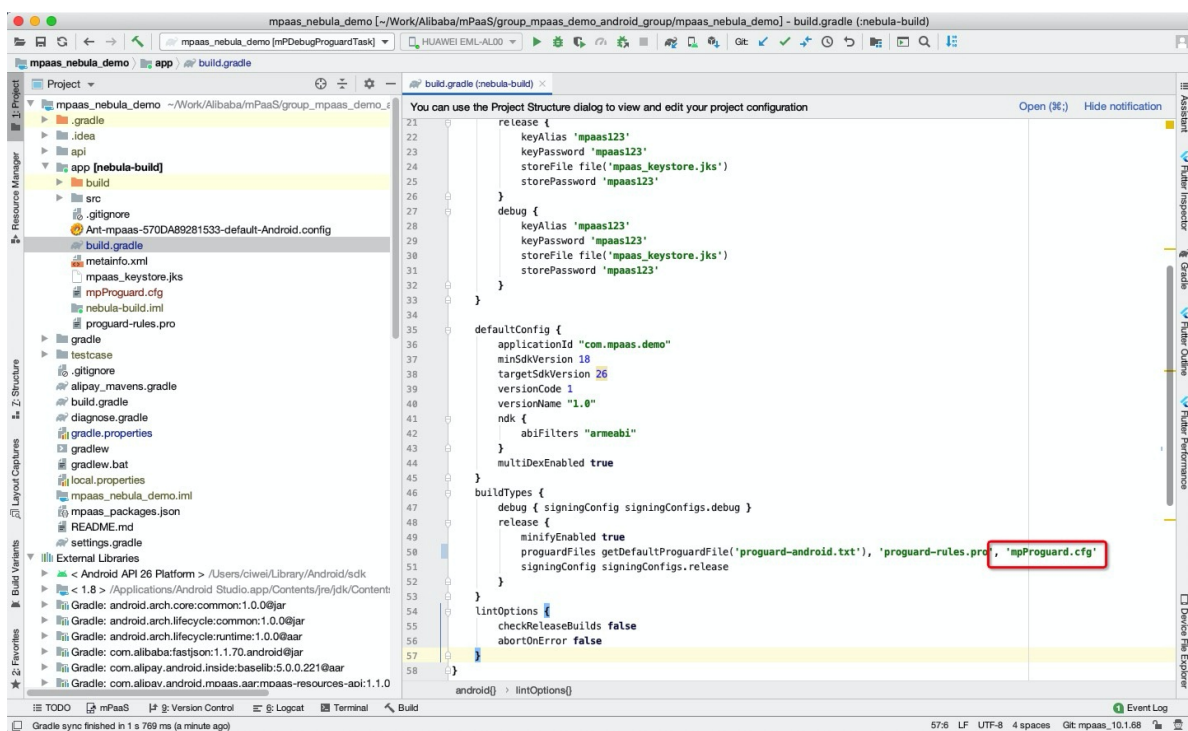 mpaas_nebula_demo [~/Work/Alibaba/mPaaS/group_mpaas_demo_android_group/mpaas_nebula_demo] - build.gradle (:nebula-build)
mpaas_nebula_demo [mPDebugProguardTask]
HUAWEI EML-AL00
Git:
mpaas_nebula_demo
app
build.gradle
Project
build.gradle (:nebula-build)
You can use the Project Structure dialog to view and edit your project configuration
Open (⌘;)
Hide notification
1: Project
Resource Manager
Z: Structure
Layout Captures
Build Variants
2: Favorites
mpaas_nebula_demo ~/Work/Alibaba/mPaaS/group_mpaas_demo_a
.gradle
.idea
api
app [nebula-build]
build
src
.gitignore
Ant-mpaas-570DA89281533-default-Android.config
build.gradle
metainfo.xml
mpaas_keystore.jks
mpProguard.cfg
nebula-build.iml
proguard-rules.pro
gradle
testcase
.gitignore
alipay_mavens.gradle
build.gradle
diagnose.gradle
gradle.properties
gradlew
gradlew.bat
local.properties
mpaas_nebula_demo.iml
mpaas_packages.json
README.md
settings.gradle
External Libraries
< Android API 26 Platform > /Users/ciwei/Library/Android/sdk
< 1.8 > /Applications/Android Studio.app/Contents/jre/jdk/Contents
Gradle: android.arch.core:common:1.0.0@jar
Gradle: android.arch.lifecycle:common:1.0.0@jar
Gradle: android.arch.lifecycle:runtime:1.0.0@aar
Gradle: com.alibaba:fastjson:1.1.70.android@jar
Gradle: com.alipay.android.inside:baselib:5.0.0.221@aar
Gradle: com.alipay.android.mpaas.aar:mpaas-resources-api:1.1.0
21 release {
22 keyAlias 'mpaas123'
23 keyPassword 'mpaas123'
24 storeFile file('mpaas_keystore.jks')
25 storePassword 'mpaas123'
26 }
27 debug {
28 keyAlias 'mpaas123'
29 keyPassword 'mpaas123'
30 storeFile file('mpaas_keystore.jks')
31 storePassword 'mpaas123'
32 }
33 }
34
35 defaultConfig {
36 applicationId "com.mpaas.demo"
37 minSdkVersion 18
38 targetSdkVersion 26
39 versionCode 1
40 versionName "1.0"
41 ndk {
42 abiFilters "armeabi"
43 }
44 multiDexEnabled true
45 }
46 buildTypes {
47 debug { signingConfig signingConfigs.debug }
48 release {
49 minifyEnabled true
50 proguardFiles getDefaultProguardFile('proguard-android.txt'), 'proguard-rules.pro', 'mpProguard.cfg'
51 signingConfig signingConfigs.release
52 }
53 }
54 lintOptions {
55 checkReleaseBuilds false
56 abortOnError false
57 }
58 }
android{} › lintOptions{}
Assistant
Flutter Inspector
Gradle
Flutter Outline
Flutter Performance
Device File Explorer
TODO
mPaaS
9: Version Control
6: Logcat
Terminal
Build
1 Event Log
Gradle sync finished in 1 s 769 ms (a minute ago)
57:6 LF UTF-8 4 spaces Git: mpaas_10.1.68